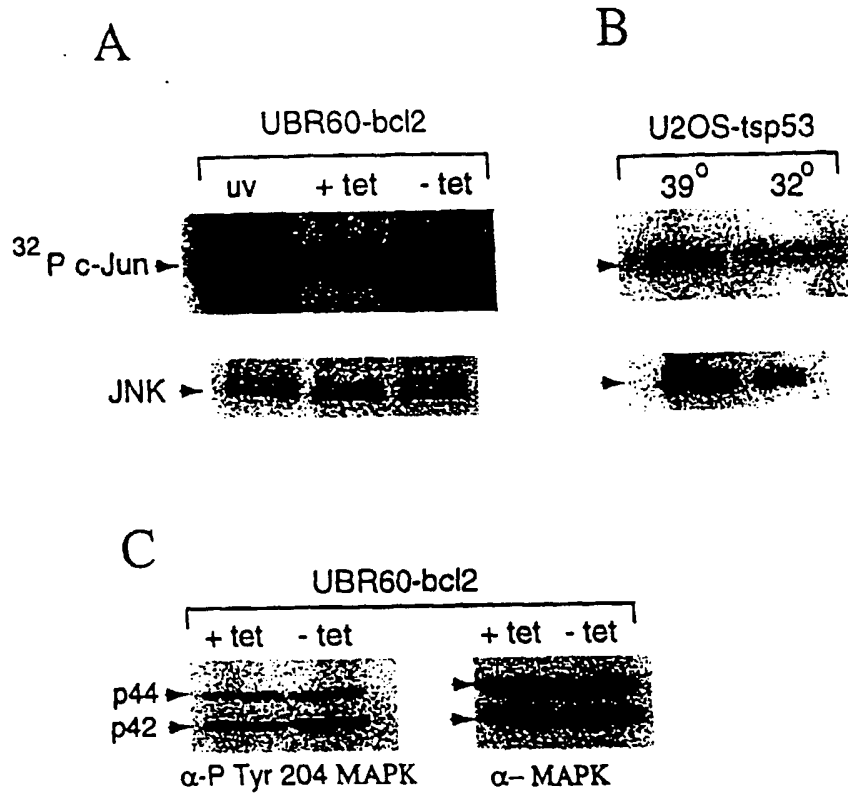 A
UBR60-bcl2
uv + tet - tet
32 P c-Jun
JNK
B
U2OS-tsp53
39° 32°
C
UBR60-bcl2
+ tet - tet + tet - tet
p44
p42
α-P Tyr 204 MAPK α– MAPK